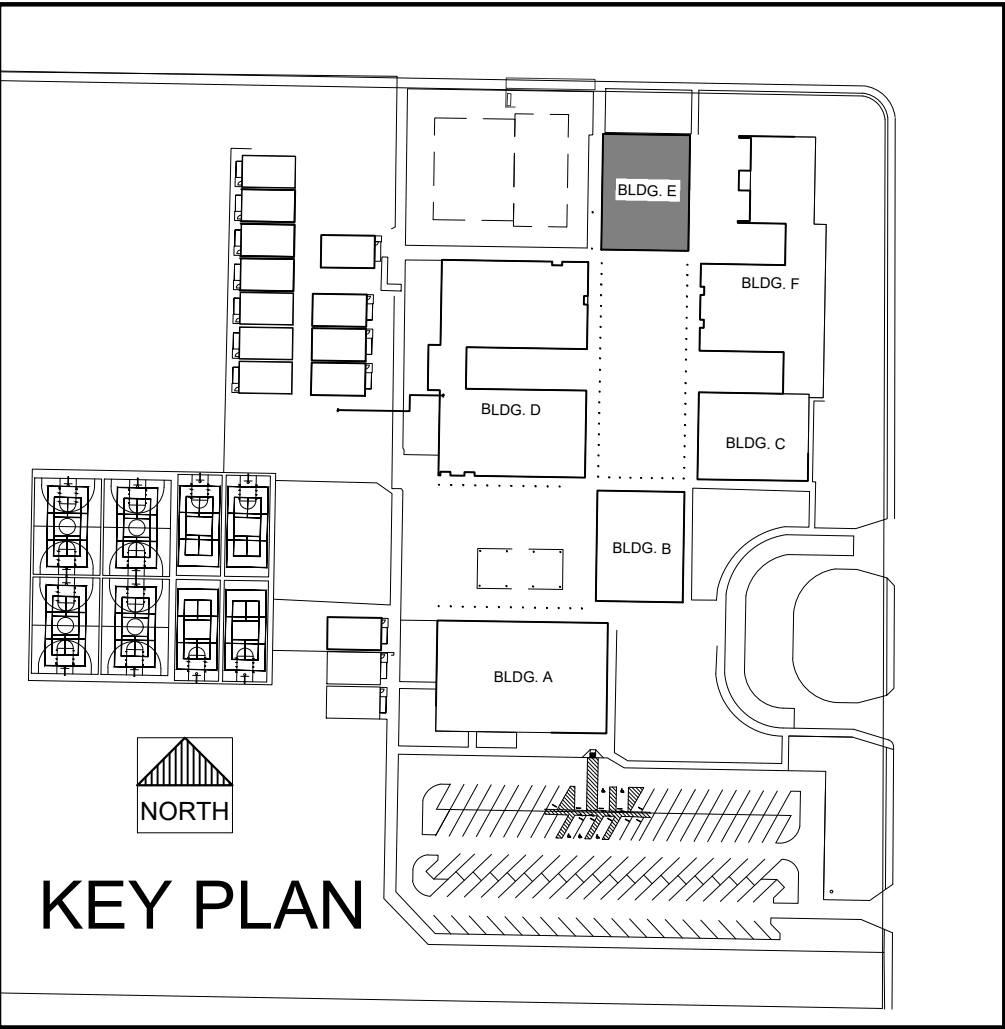 BLDG. E
BLDG. F
BLDG. D
BLDG. C
BLDG. B
BLDG. A
NORTH
KEY PLAN